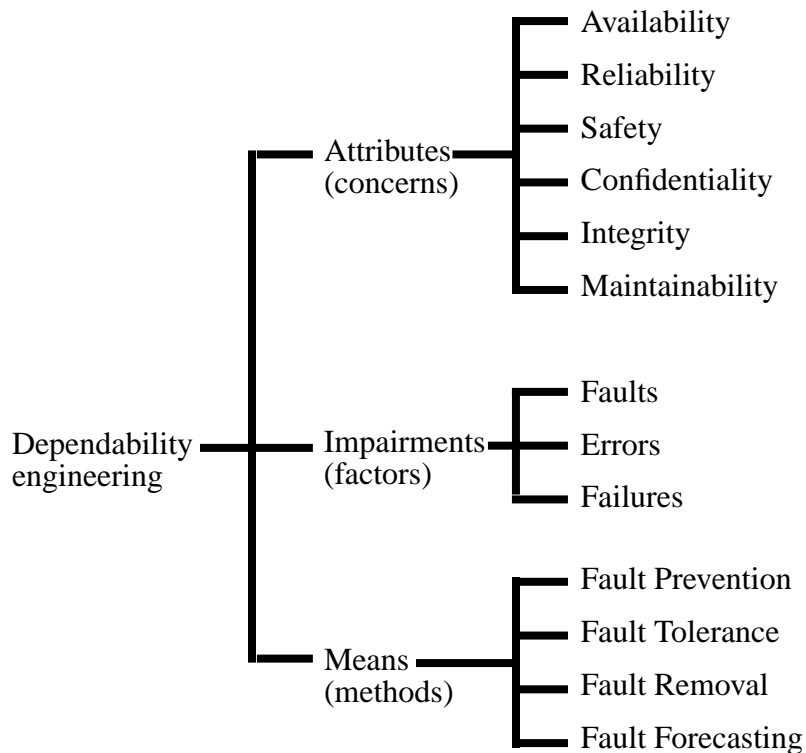 Availability
Reliability
Safety
Attributes
(concerns)
Confidentiality
Integrity
Maintainability
Faults
Dependability
engineering
Impairments
(factors)
Errors
Failures
Fault Prevention
Fault Tolerance
Means
(methods)
Fault Removal
Fault Forecasting